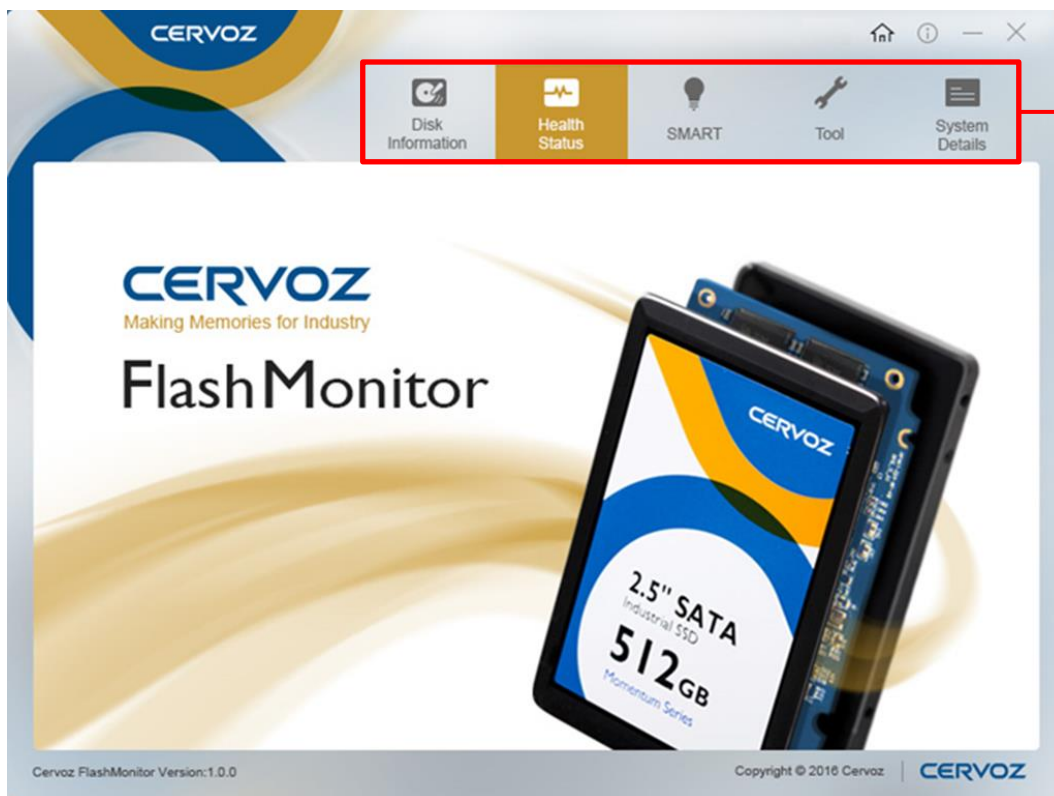 CERVOZ
Disk
Information
Health
Status
SMART
Tool
System
Details
CERVOZ
Making Memories for Industry
FlashMonitor
CERVOZ
2.5" SATA
Industrial SSD
512GB
Momentum Series
Cervoz FlashMonitor Version:1.0.0
Copyright © 2016 Cervoz
CERVOZ